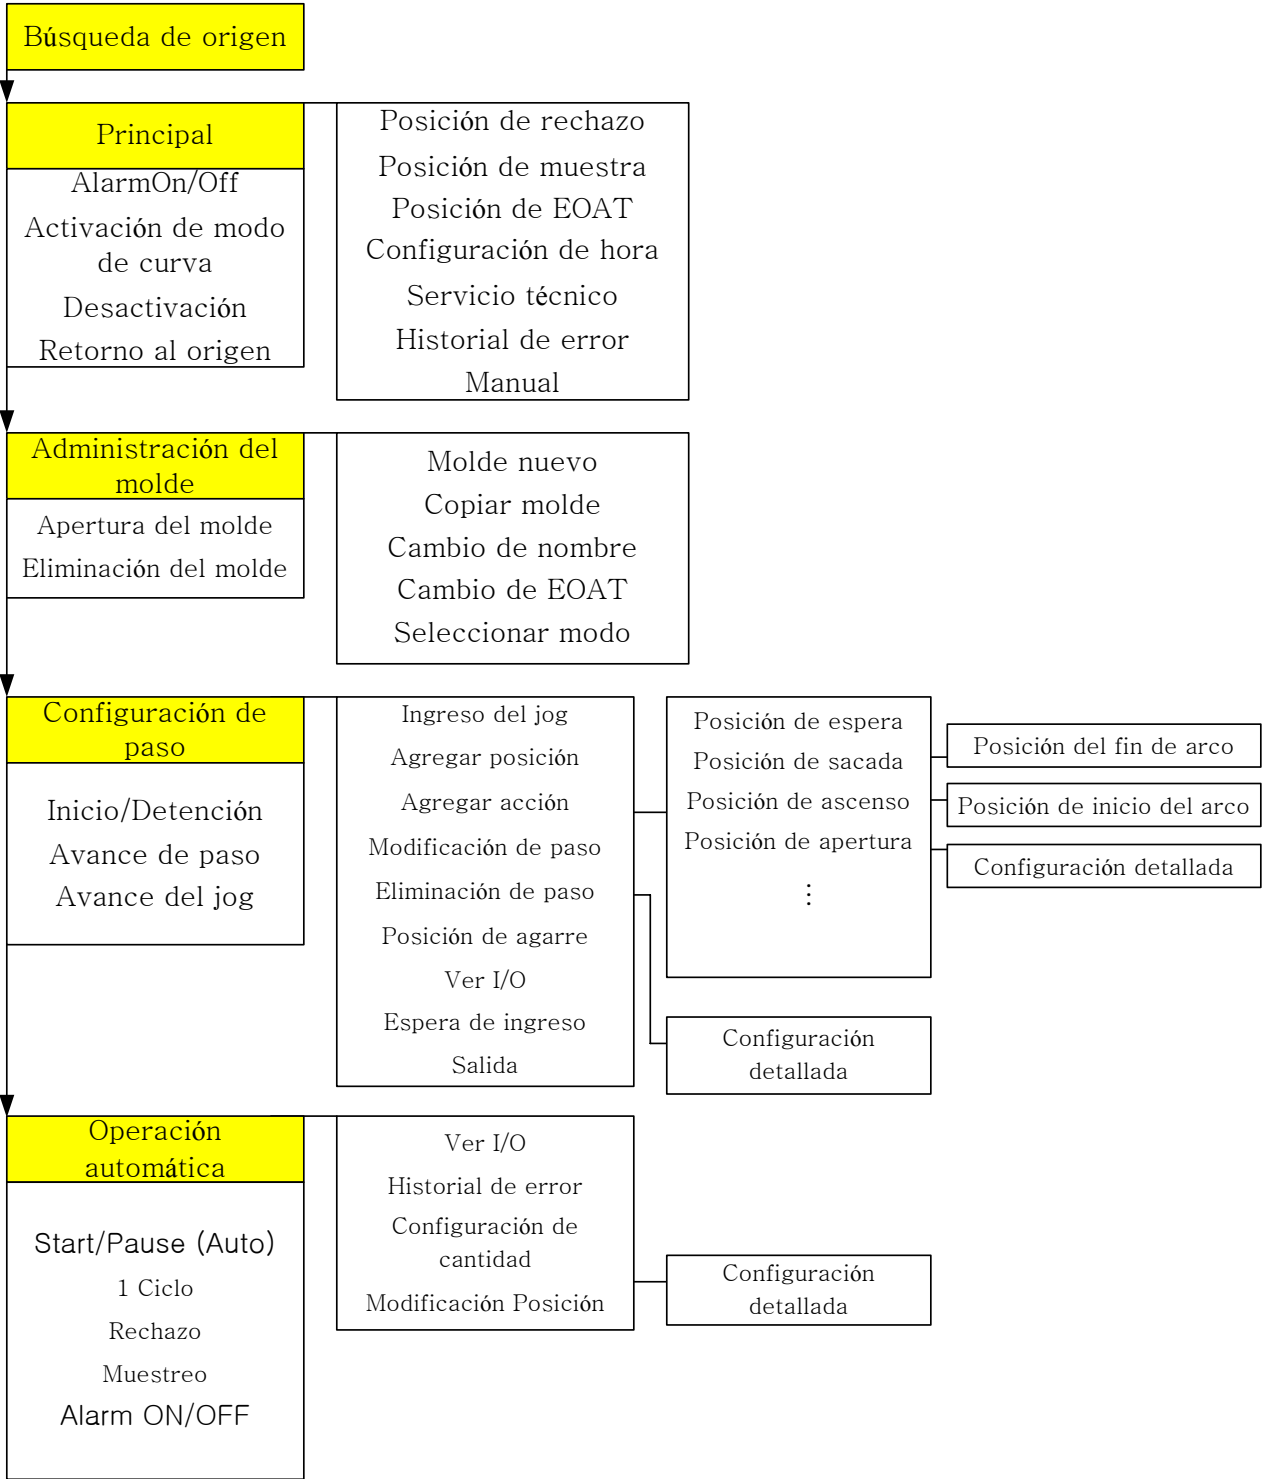 Búsqueda de origen
Principal
AlarmOn/Off
Activación de modo
de curva
Desactivación
Retorno al origen
Posición de rechazo
Posición de muestra
Posición de EOAT
Configuración de hora
Servicio técnico
Historial de error
Manual
Administración del
molde
Apertura del molde
Eliminación del molde
Molde nuevo
Copiar molde
Cambio de nombre
Cambio de EOAT
Seleccionar modo
Configuración de
paso
Inicio/Detención
Avance de paso
Avance del jog
Ingreso del jog
Agregar posición
Agregar acción
Modificación de paso
Eliminación de paso
Posición de agarre
Ver I/O
Espera de ingreso
Salida
Posición de espera
Posición de sacada
Posición de ascenso
Posición de apertura
⋮
Posición del fin de arco
Posición de inicio del arco
Configuración detallada
Configuración
detallada
Operación
automática
Start/Pause (Auto)
1 Ciclo
Rechazo
Muestreo
Alarm ON/OFF
Ver I/O
Historial de error
Configuración de
cantidad
Modificación Posición
Configuración
detallada